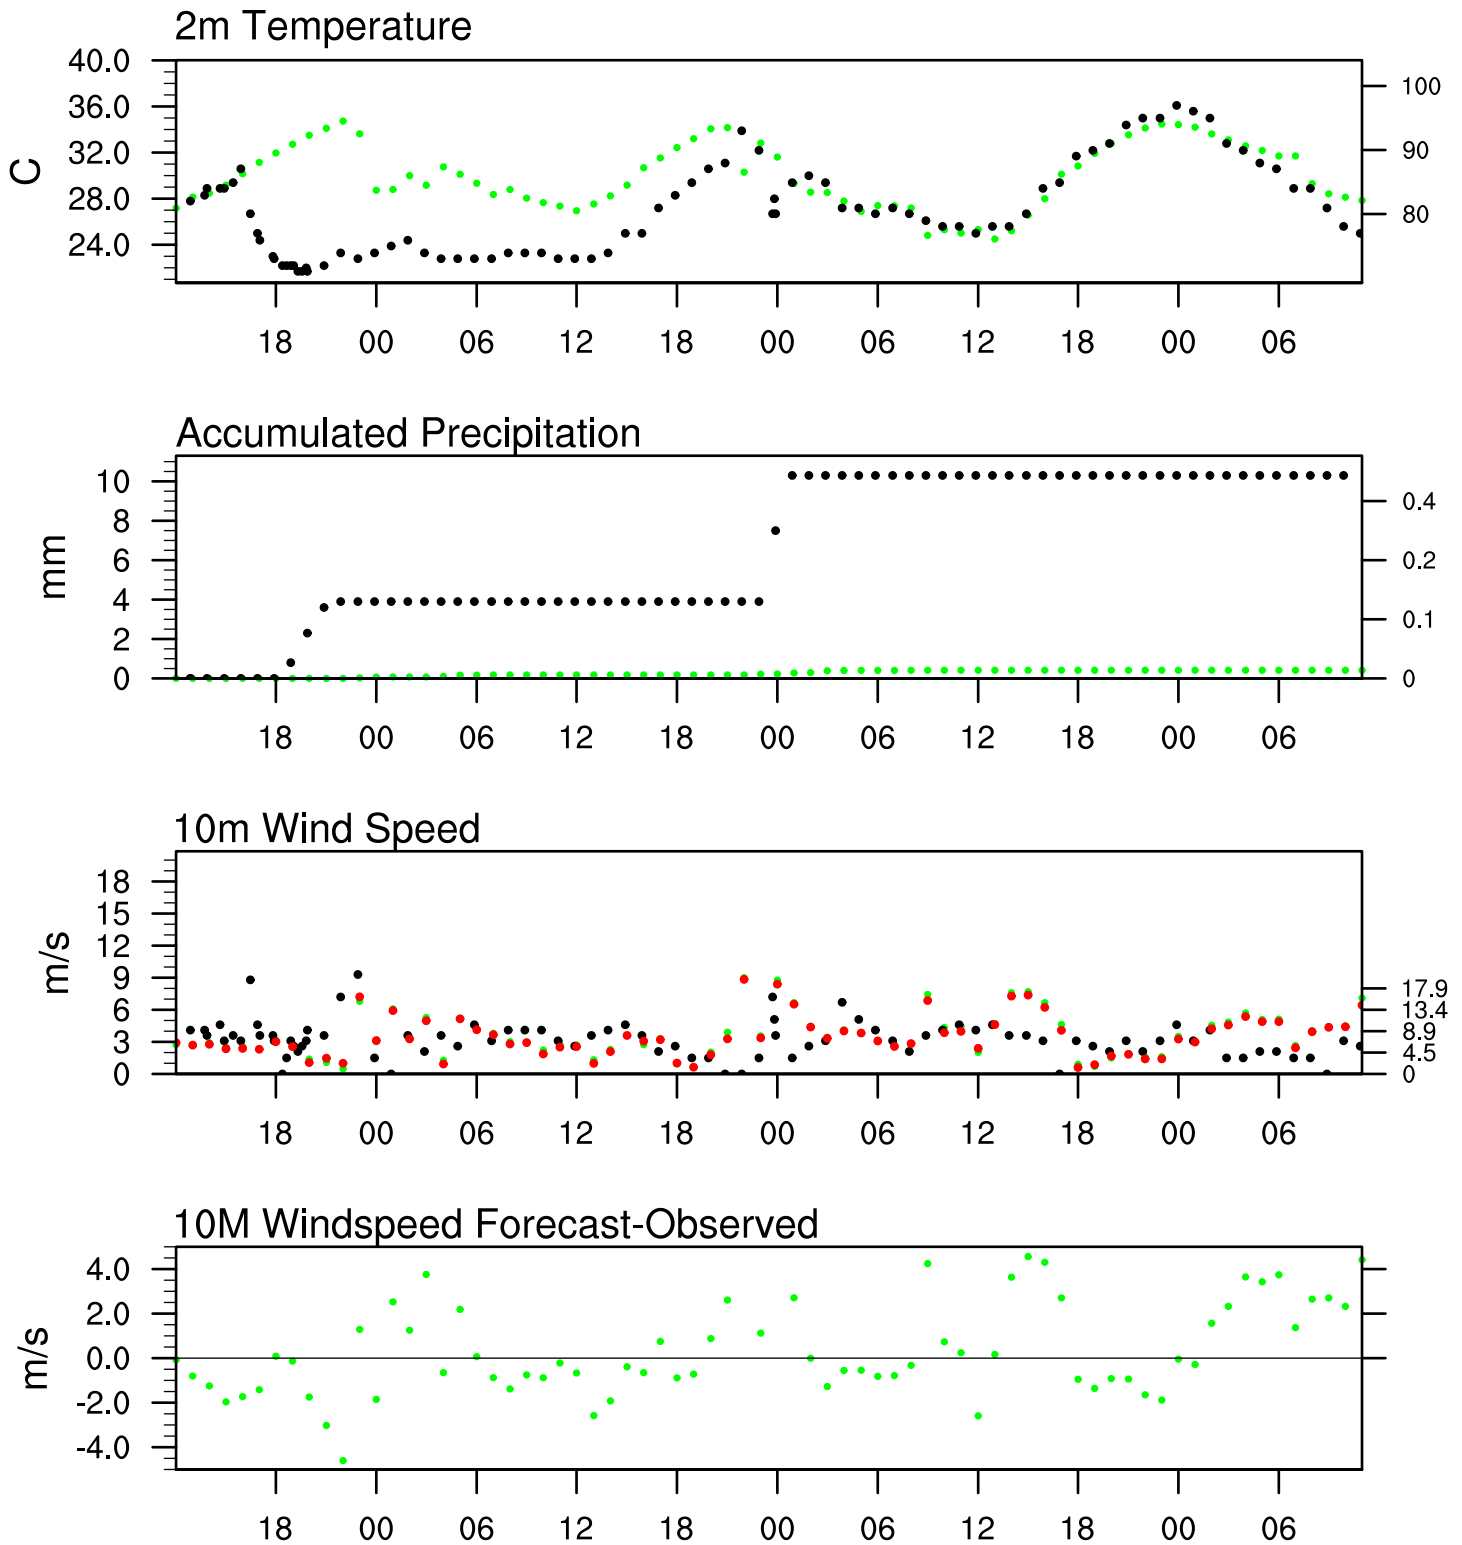 2m Temperature
40.0
36.0
32.0
28.0
24.0
C
100
90
80
18 00 06 12 18 00 06 12 18 00 06
Accumulated Precipitation
10
8
6
4
2
0
mm
0.4
0.2
0.1
0
18 00 06 12 18 00 06 12 18 00 06
10m Wind Speed
18
15
12
9
6
3
0
m/s
17.9
13.4
8.9
4.5
0
18 00 06 12 18 00 06 12 18 00 06
10M Windspeed Forecast-Observed
4.0
2.0
0.0
-2.0
-4.0
m/s
18 00 06 12 18 00 06 12 18 00 06